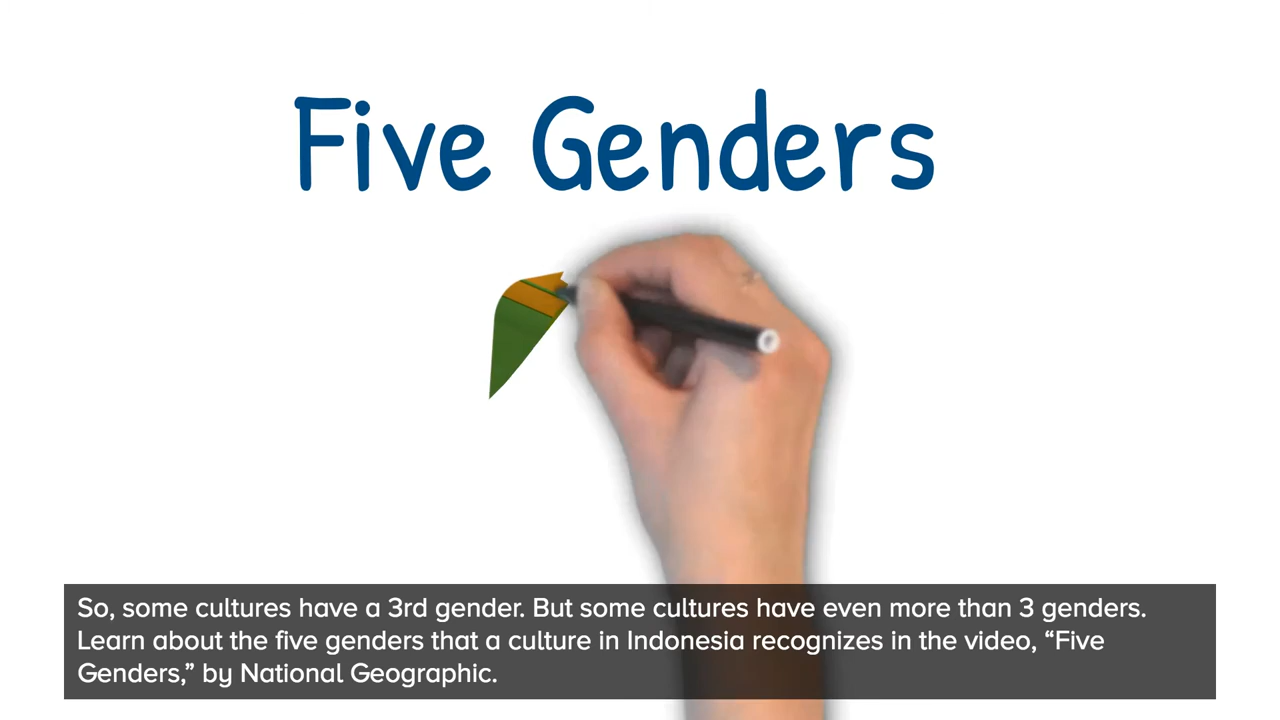 Five Genders
So, some cultures have a 3rd gender. But some cultures have even more than 3 genders.
Learn about the five genders that a culture in Indonesia recognizes in the video, “Five
Genders,” by National Geographic.